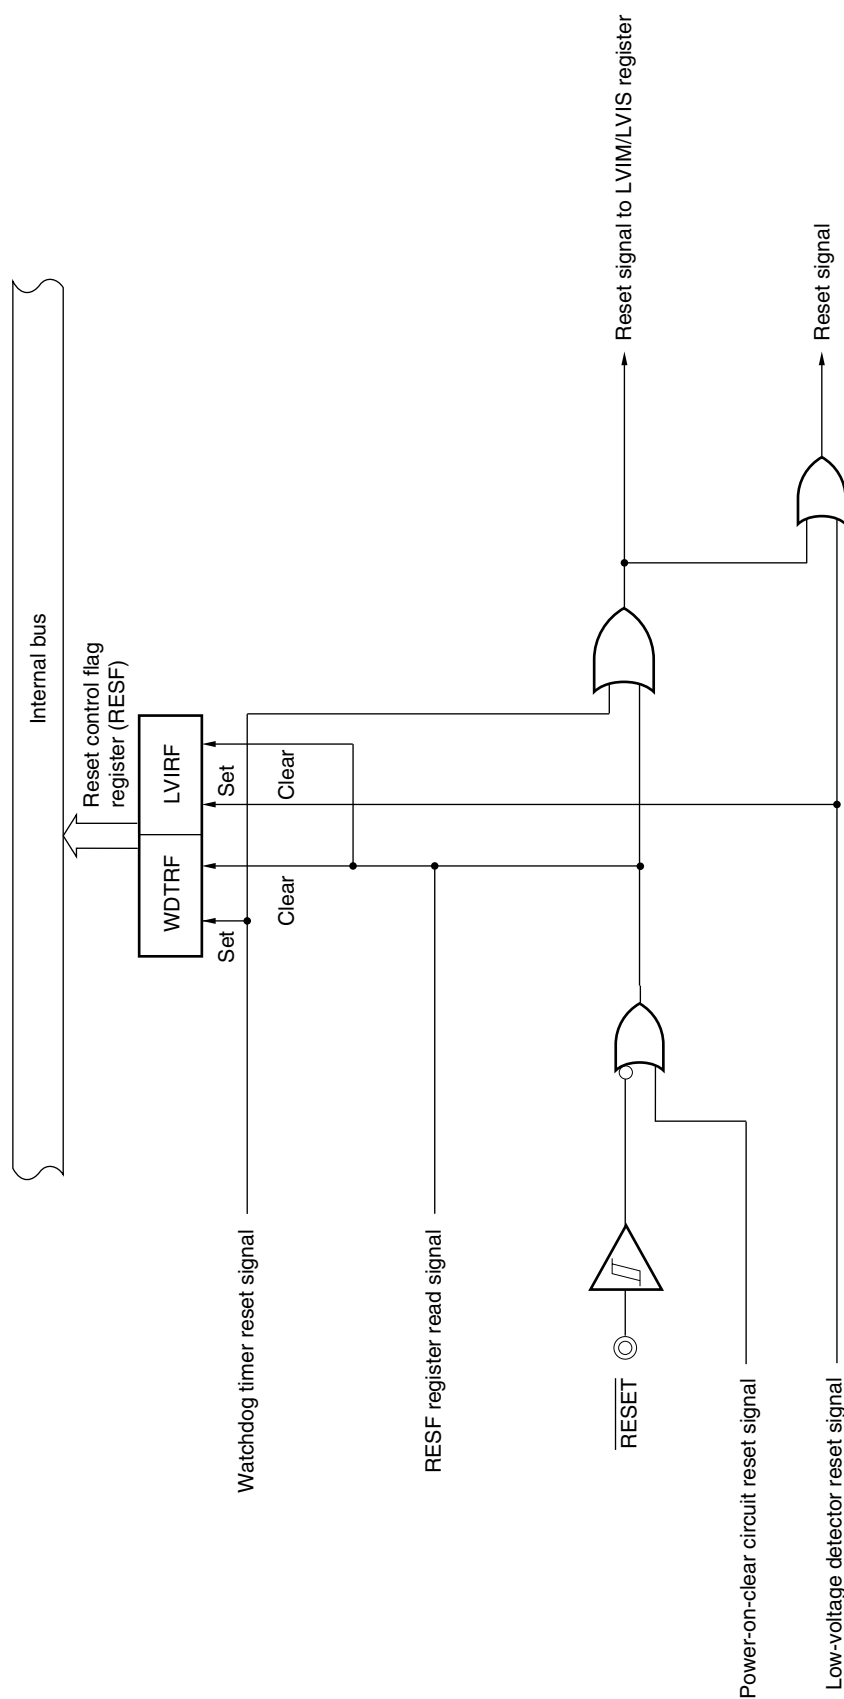 Internal bus
Reset control flag
register (RESF)
WDTRF
LVIRF
Set
Set
Clear
Clear
Watchdog timer reset signal
RESF register read signal
RESET
Reset signal to LVIM/LVIS register
Power-on-clear circuit reset signal
Low-voltage detector reset signal
Reset signal